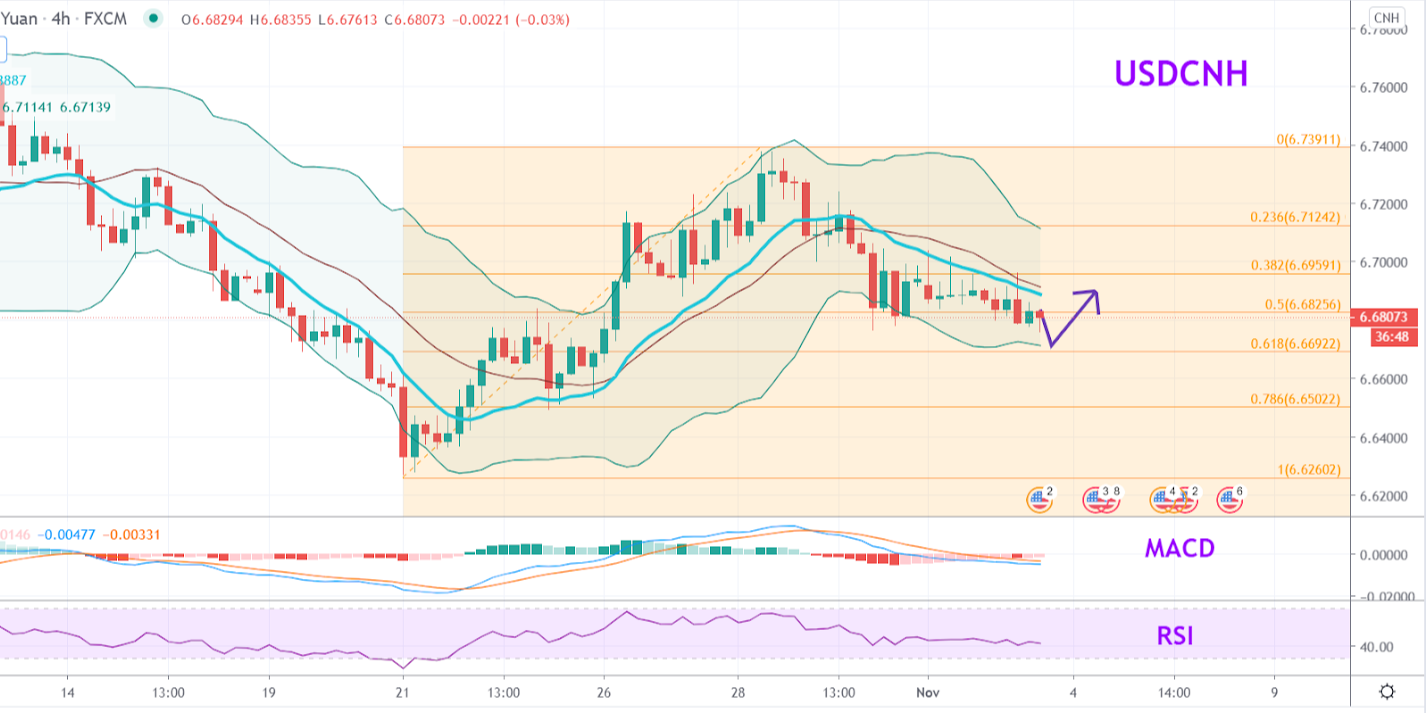 Yuan · 4h · FXCM O6.68294 H6.68355 L6.67613 C6.68073 −0.00221 (−0.03%)
CNH
6.78000
USDCNH
3887
6.76000
6.71141 6.67139
0(6.73911)
6.74000
0.236(6.71242)
6.72000
0.382(6.69591)
6.70000
0.5(6.68256)
6.68073
36:48
0.618(6.66922)
6.66000
0.786(6.65022)
6.64000
1(6.62602)
6.62000
2 3 8 4 2 6
0146 −0.00477 −0.00331
MACD
0.00000
−0.02000
RSI
40.00
14 13:00 19 21 13:00 26 28 13:00 Nov 4 14:00 9